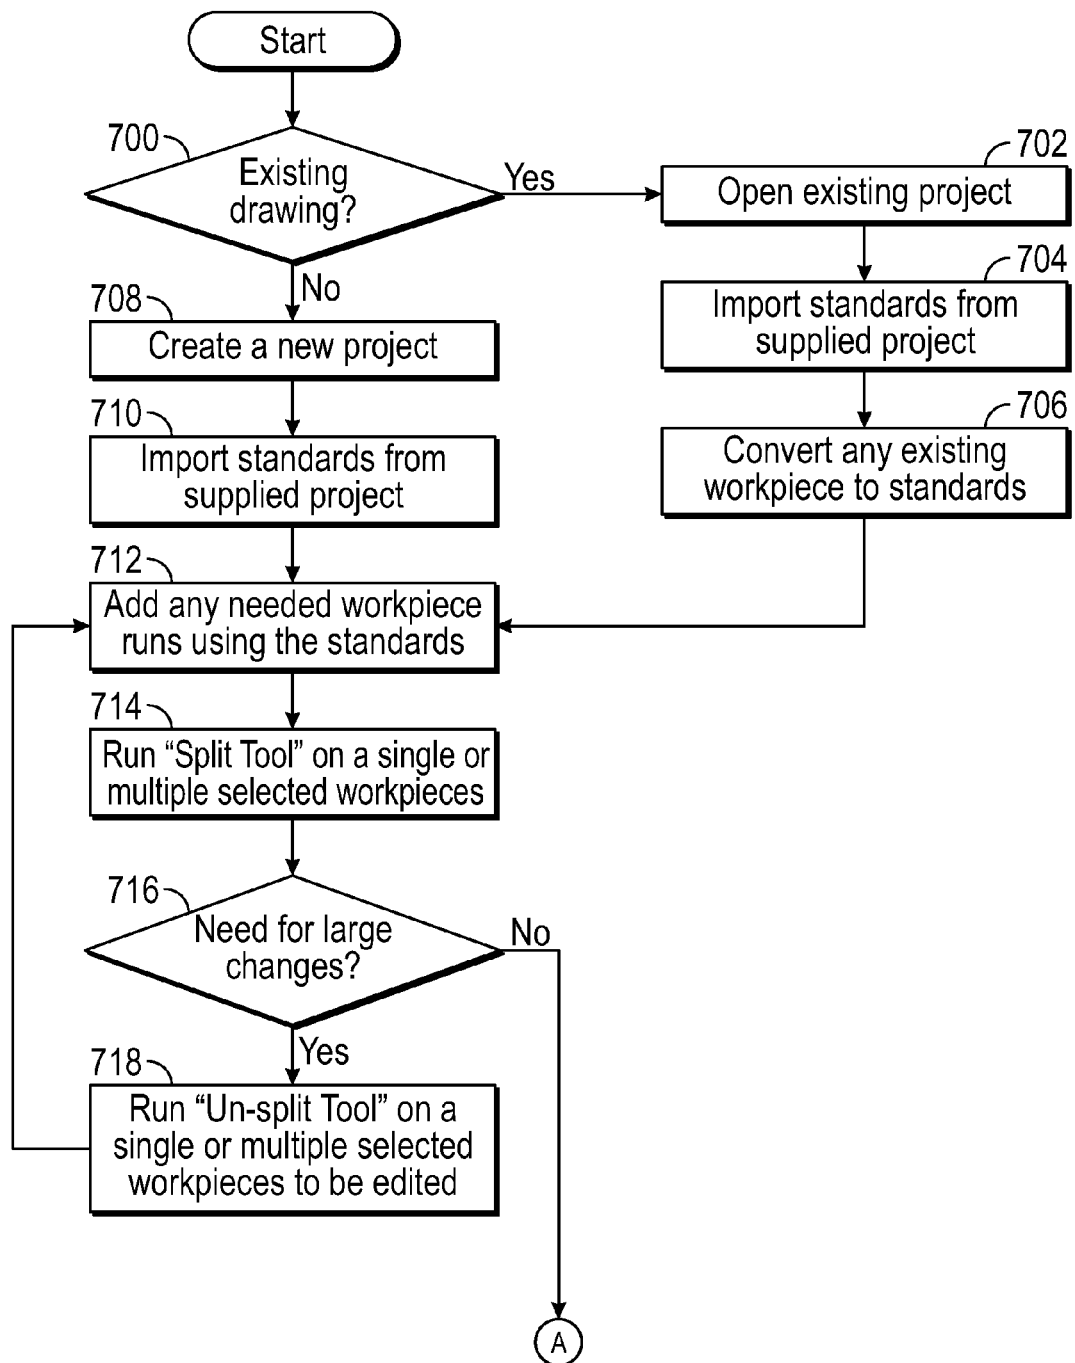 Start
700
Existing
drawing?
Yes
702
Open existing project
704
Import standards from
supplied project
706
Convert any existing
workpiece to standards
No
708
Create a new project
710
Import standards from
supplied project
712
Add any needed workpiece
runs using the standards
714
Run “Split Tool” on a single or
multiple selected workpieces
716
Need for large
changes?
No
Yes
718
Run “Un-split Tool” on a
single or multiple selected
workpieces to be edited
A